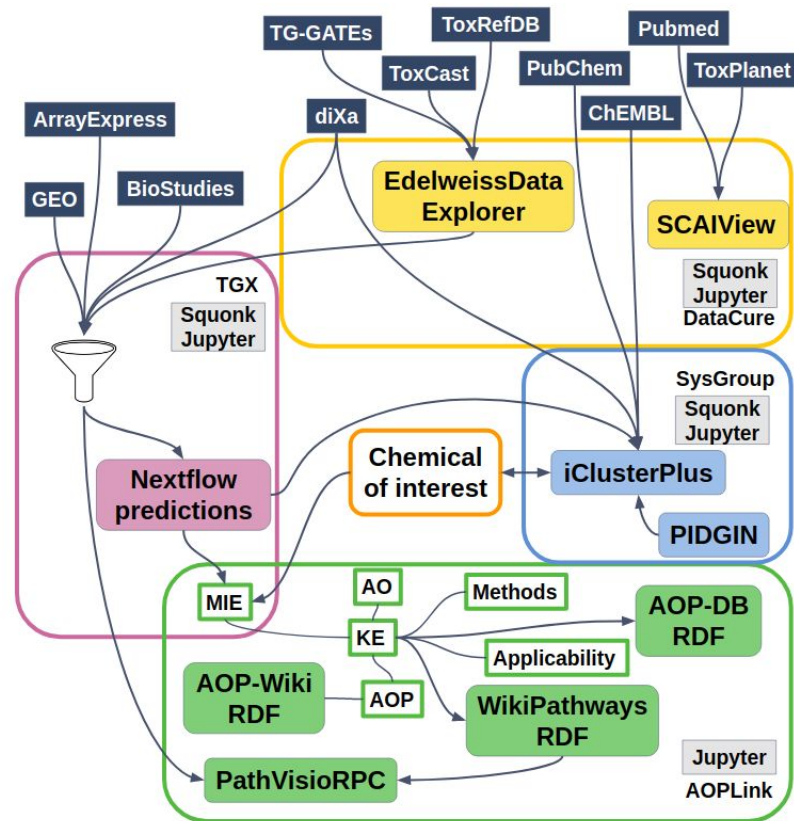 TG-GATEs
ToxRefDB
Pubmed
ToxCast
PubChem
ToxPlanet
ArrayExpress
diXa
ChEMBL
GEO
BioStudies
EdelweissData
Explorer
SCAIView
Squonk
Jupyter
DataCure
TGX
Squonk
Jupyter
SysGroup
Squonk
Jupyter
Chemical
of interest
iClusterPlus
PIDGIN
Nextflow
predictions
MIE
AO
Methods
KE
AOP-DB
RDF
Applicability
AOP-Wiki
RDF
AOP
WikiPathways
RDF
PathVisioRPC
Jupyter
AOPLink